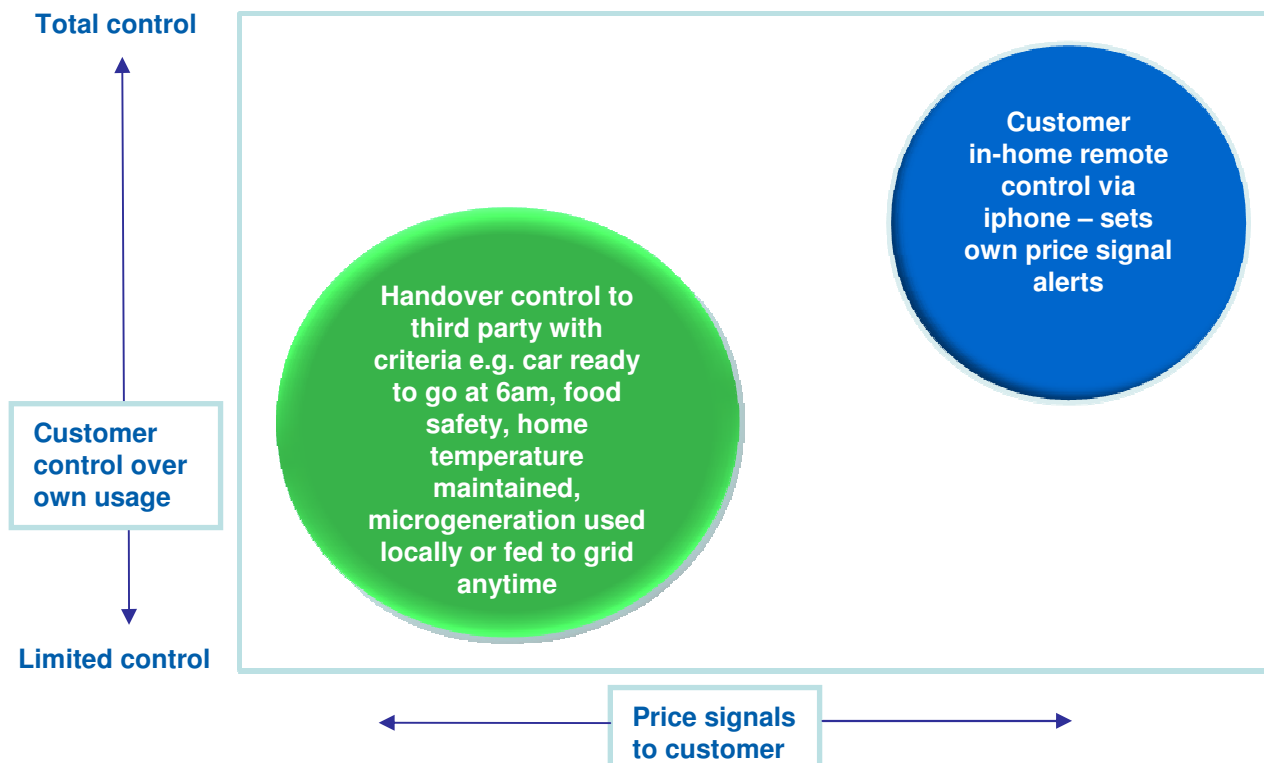 Total control
Customer
in-home remote
control via
iphone – sets
own price signal
alerts
Handover control to
third party with
criteria e.g. car ready
to go at 6am, food
safety, home
temperature
maintained,
microgeneration used
locally or fed to grid
anytime
Customer
control over
own usage
Limited control
Price signals
to customer